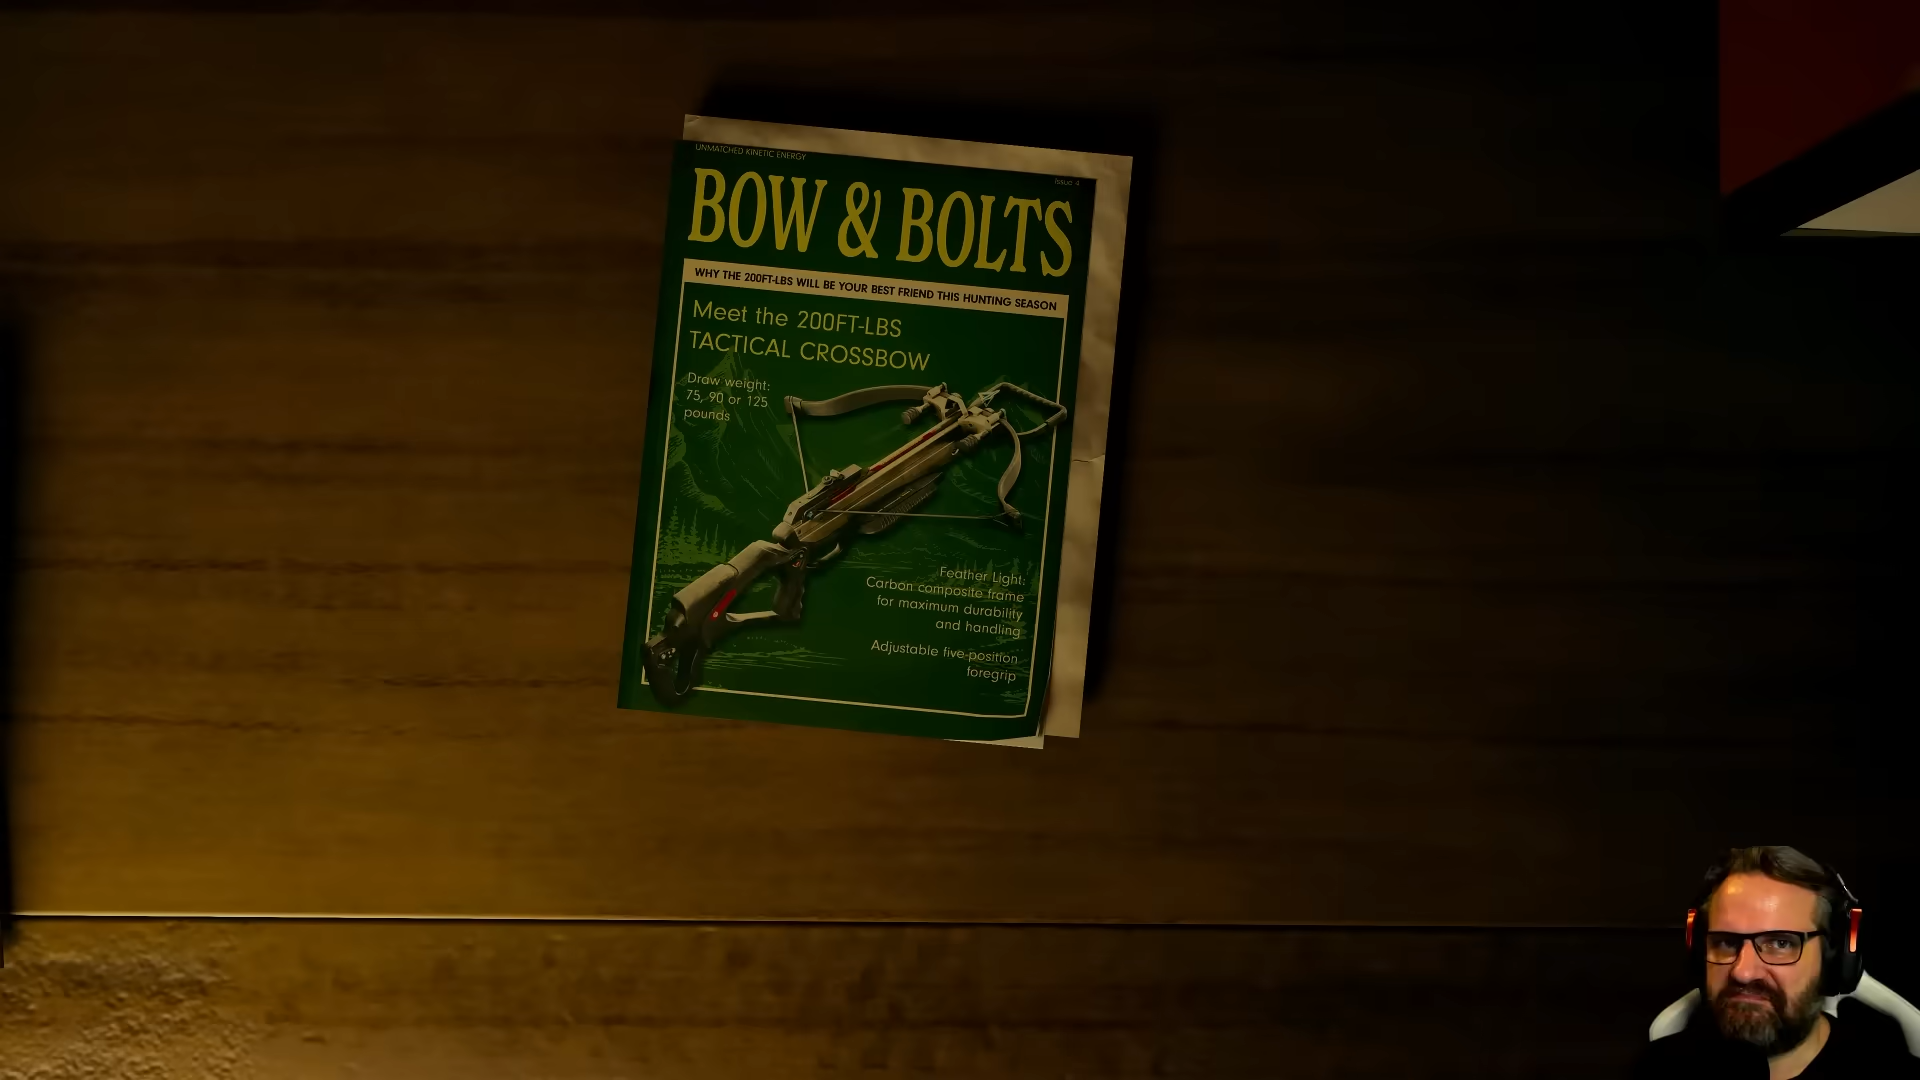 UNMATCHED KINETIC ENERGY
Issue 4
BOW & BOLTS
WHY THE 200FT-LBS WILL BE YOUR BEST FRIEND THIS HUNTING SEASON
Meet the 200FT-LBS
TACTICAL CROSSBOW
Draw weight:
75, 90 or 125
pounds
Feather Light:
Carbon composite frame
for maximum durability
and handling
Adjustable five-position
foregrip